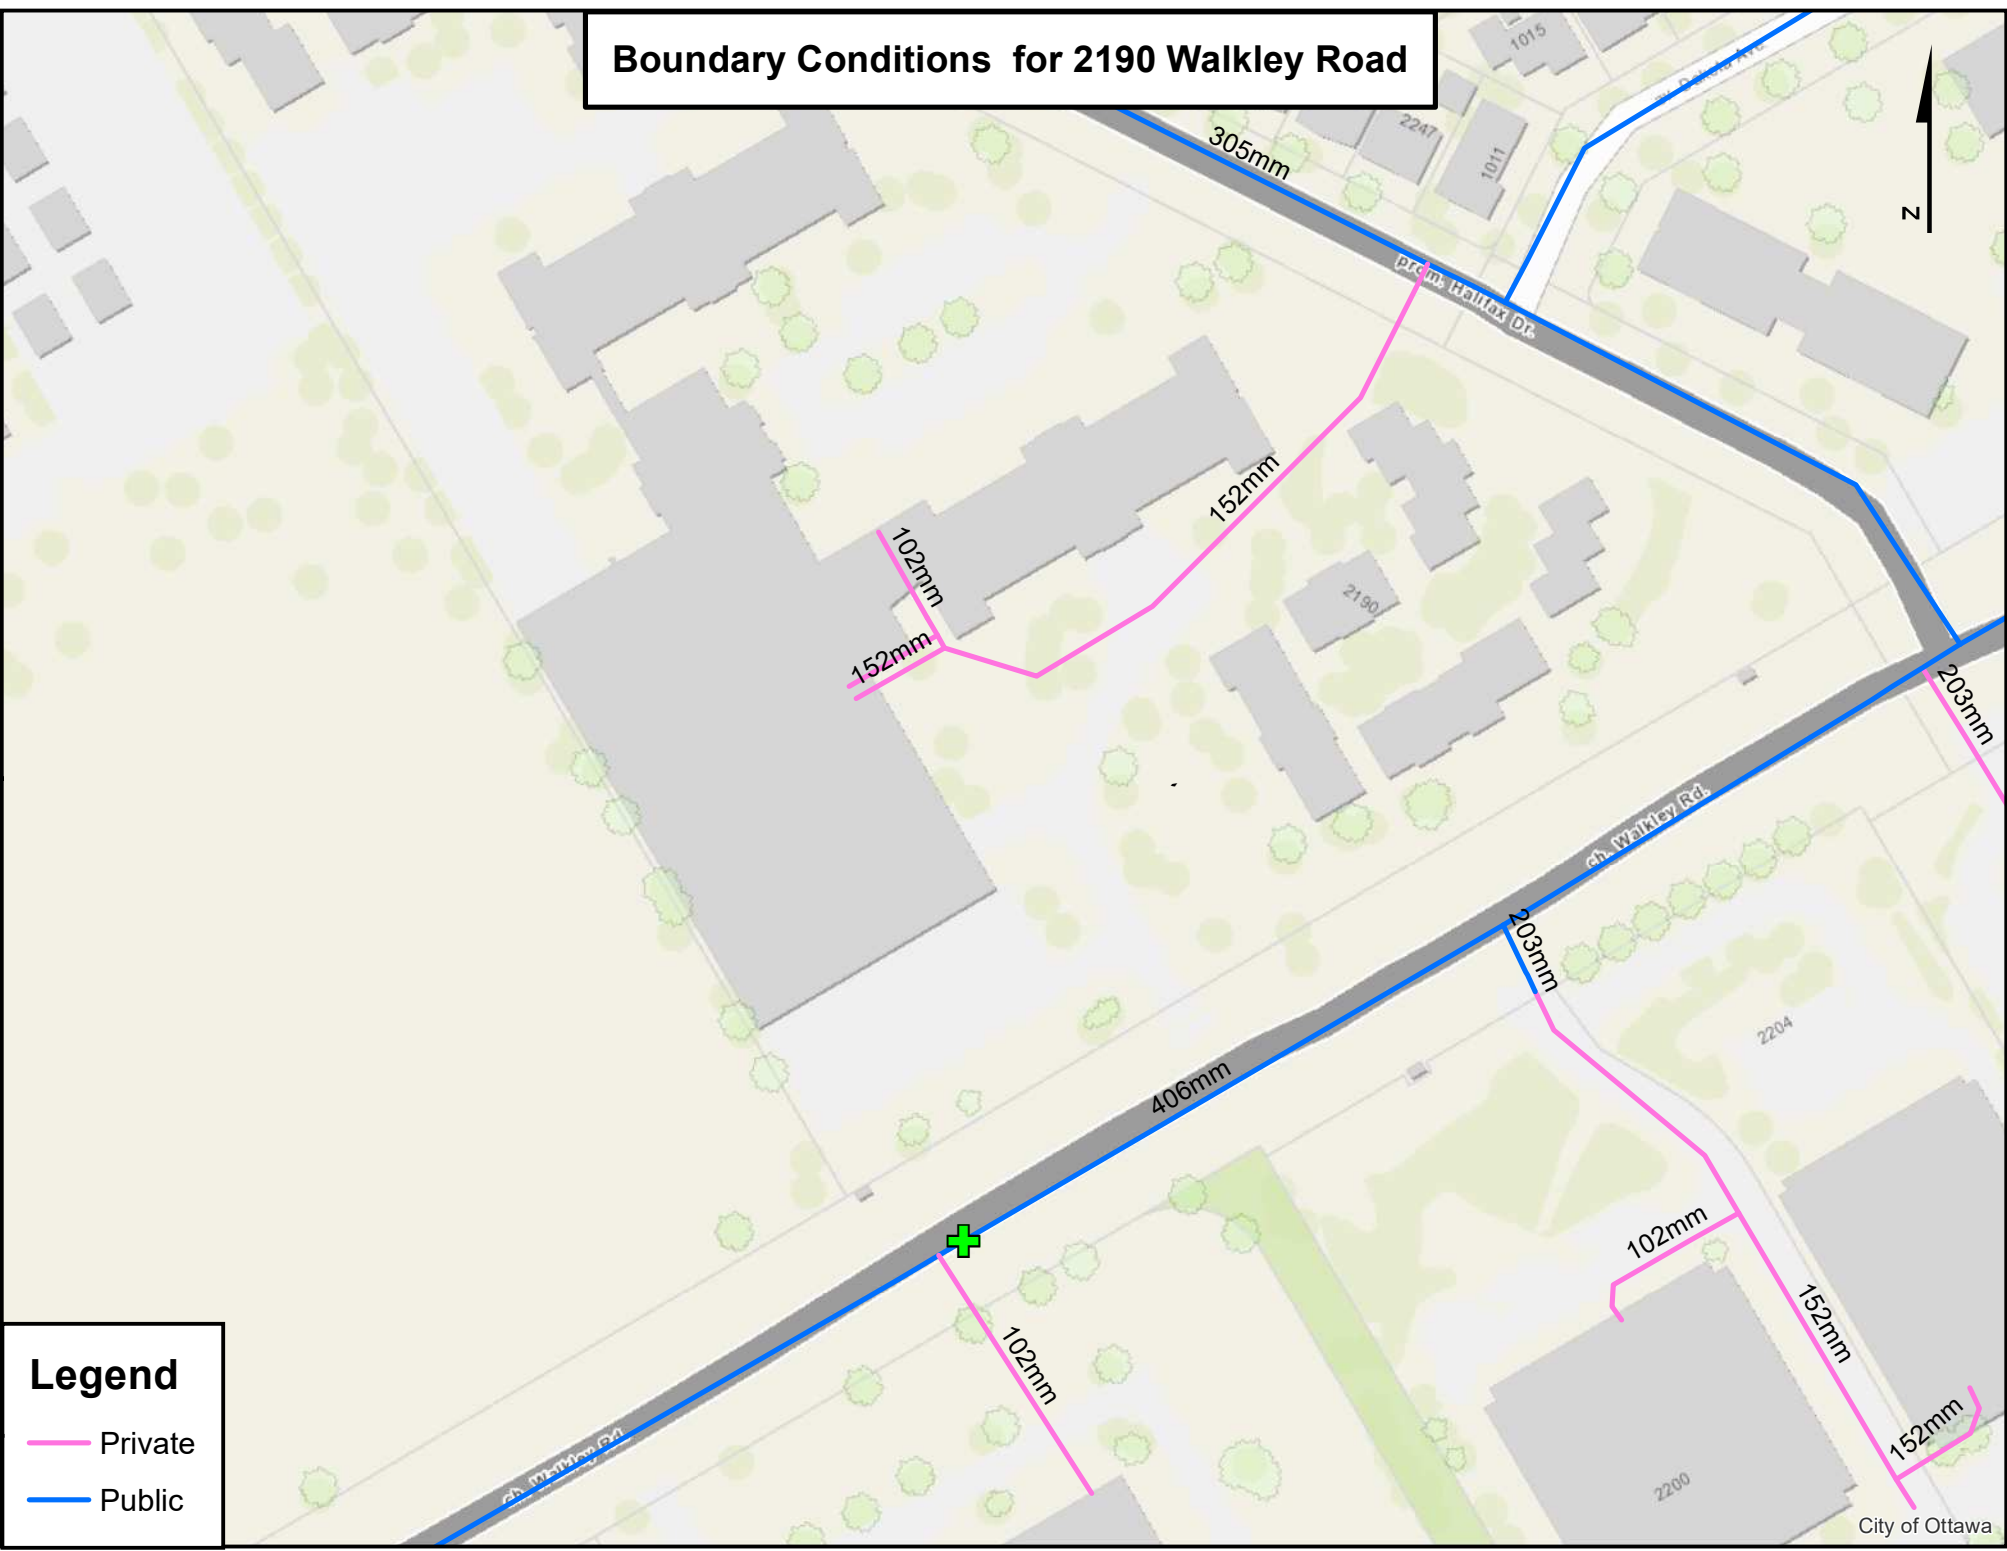 Boundary Conditions for 2190 Walkley Road
1015
Dakota Ave.
2247
1011
305mm
N
prom. Halifax Dr.
152mm
102mm
152mm
2190
203mm
ch. Walkley Rd.
203mm
2204
406mm
102mm
102mm
152mm
152mm
ch. Walkley Rd.
2200
Legend
Private
Public
City of Ottawa